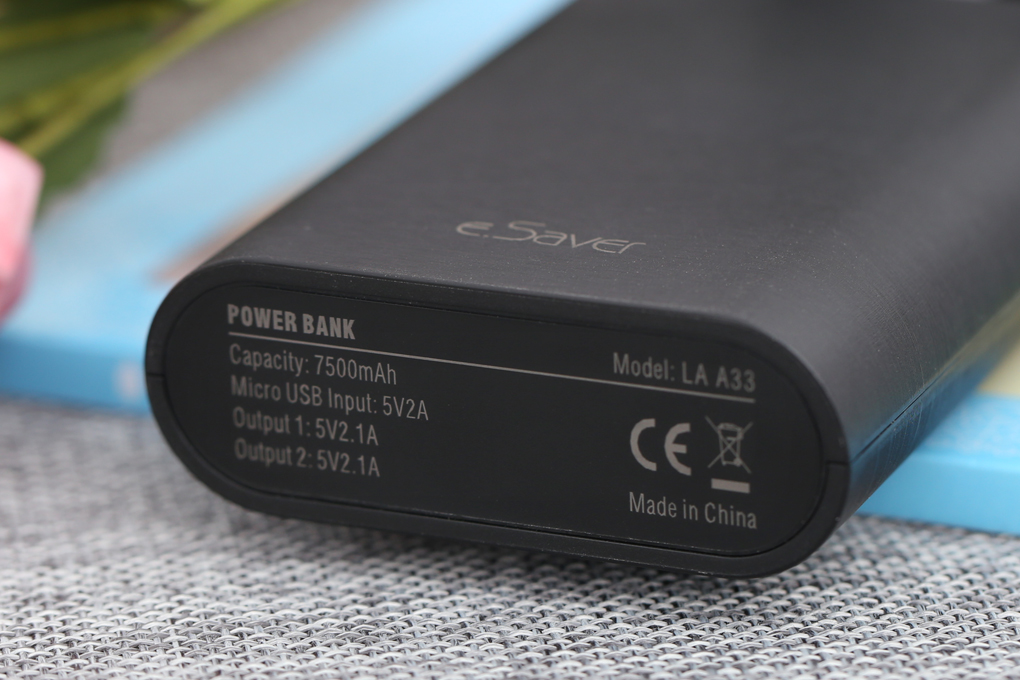 e.Saver
POWER BANK
Model: LA A33
Capacity: 7500mAh
Micro USB Input: 5V2A
Output 1: 5V2.1A
Output 2: 5V2.1A
CE
Made in China